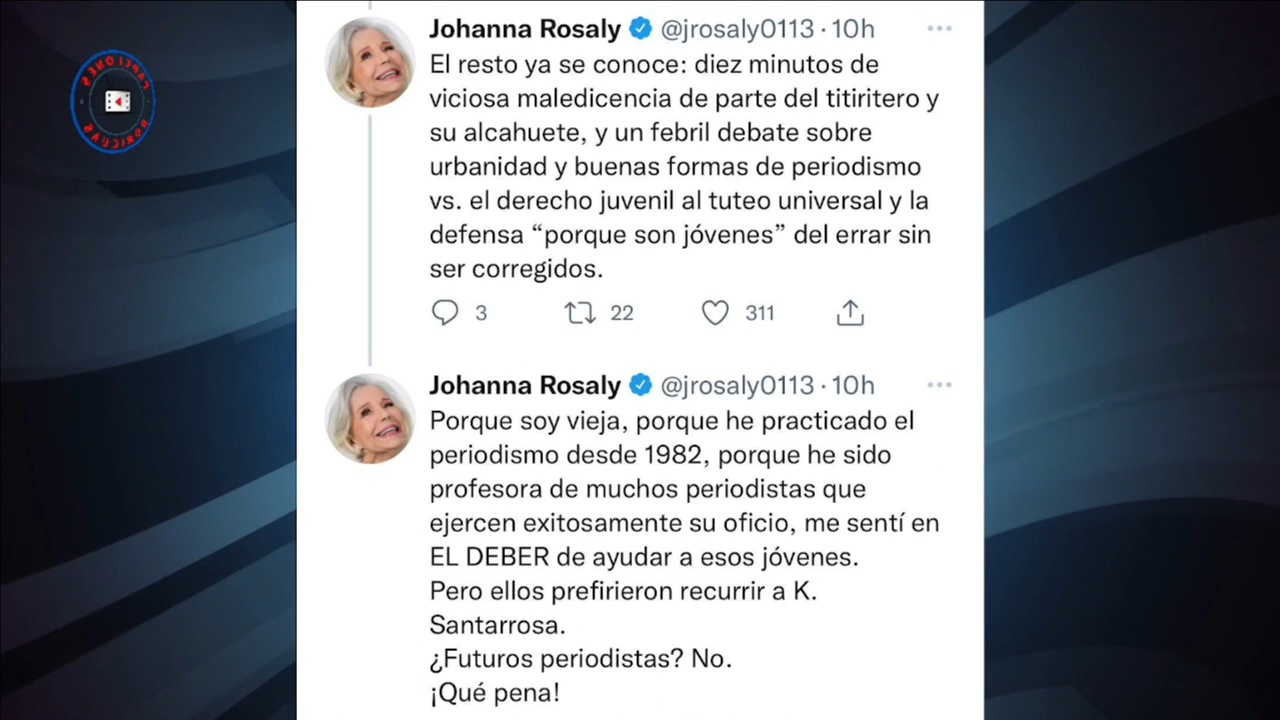 CAPCIONES
BORICUAS
Johanna Rosaly @jrosaly0113 · 10h
El resto ya se conoce: diez minutos de
viciosa maledicencia de parte del titiritero y
su alcahuete, y un febril debate sobre
urbanidad y buenas formas de periodismo
vs. el derecho juvenil al tuteo universal y la
defensa “porque son jóvenes” del errar sin
ser corregidos.
3 22 311
Johanna Rosaly @jrosaly0113 · 10h
Porque soy vieja, porque he practicado el
periodismo desde 1982, porque he sido
profesora de muchos periodistas que
ejercen exitosamente su oficio, me sentí en
EL DEBER de ayudar a esos jóvenes.
Pero ellos prefirieron recurrir a K.
Santarrosa.
¿Futuros periodistas? No.
¡Qué pena!